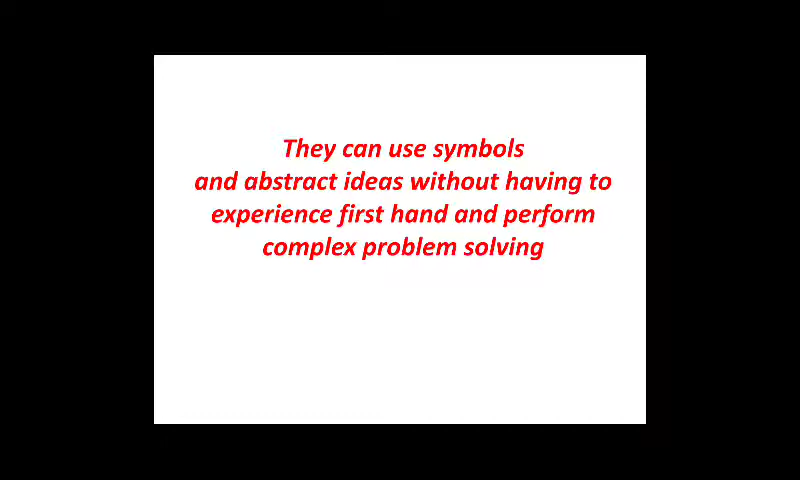 They can use symbols
and abstract ideas without having to
experience first hand and perform
complex problem solving